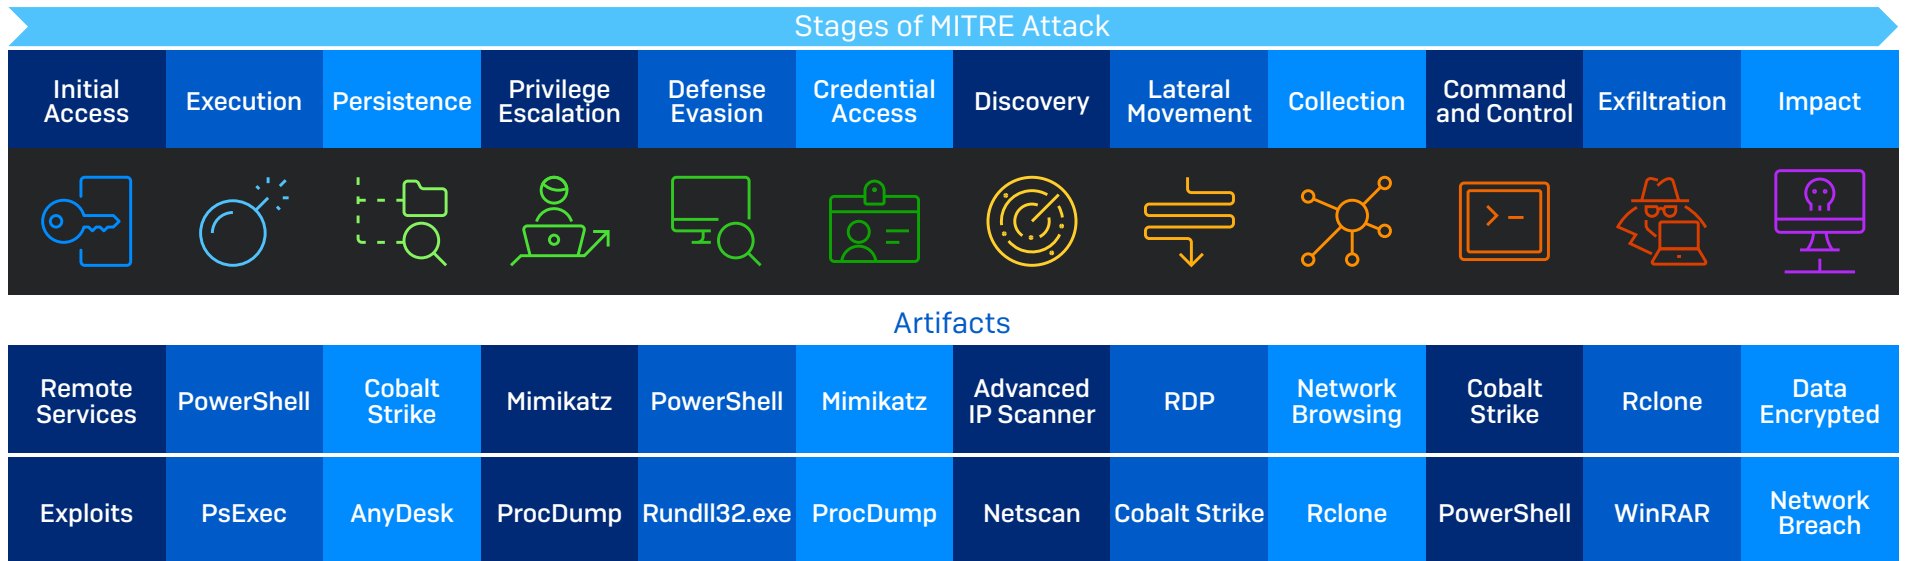 Stages of MITRE Attack
Initial
Access
Execution
Persistence
Privilege
Escalation
Defense
Evasion
Credential
Access
Discovery
Lateral
Movement
Collection
Command
and Control
Exfiltration
Impact
Artifacts
Remote
Services
PowerShell
Cobalt
Strike
Mimikatz
PowerShell
Mimikatz
Advanced
IP Scanner
RDP
Network
Browsing
Cobalt
Strike
Rclone
Data
Encrypted
Exploits
PsExec
AnyDesk
ProcDump
Rundll32.exe
ProcDump
Netscan
Cobalt Strike
Rclone
PowerShell
WinRAR
Network
Breach